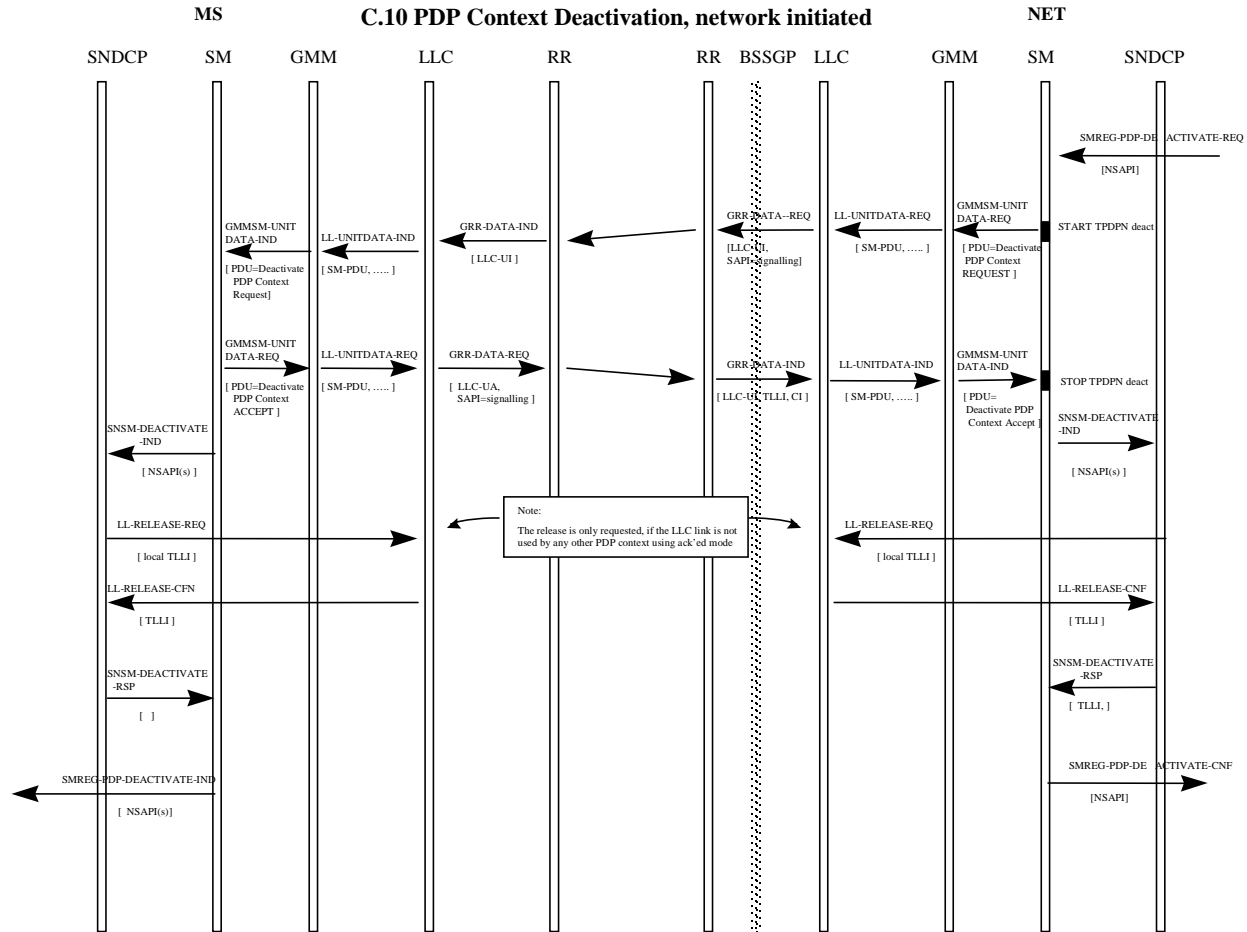 MS
C.10 PDP Context Deactivation, network initiated
NET
SNDCP
SM
GMM
LLC
RR
RR
BSSGP
LLC
GMM
SM
SNDCP
SMREG-PDP-DE ACTIVATE-REQ
[NSAPI]
GMMSM-UNIT
DATA-IND
[ PDU=Deactivate
PDP Context
Request]
LL-UNITDATA-IND
[ SM-PDU, ….. ]
GRR-DATA-IND
[ LLC-UI ]
GRR-DATA--REQ
[LLC-UI,
SAPI=signalling]
LL-UNITDATA-REQ
[ SM-PDU, ….. ]
GMMSM-UNIT
DATA-REQ
[ PDU=Deactivate
PDP Context
REQUEST ]
START TPDPN deact
GMMSM-UNIT
DATA-REQ
[ PDU=Deactivate
PDP Context
ACCEPT ]
LL-UNITDATA-REQ
[ SM-PDU, ….. ]
GRR-DATA-REQ
[ LLC-UA,
SAPI=signalling ]
GRR-DATA-IND
[ LLC-UI, TLLI, CI ]
LL-UNITDATA-IND
[ SM-PDU, ….. ]
GMMSM-UNIT
DATA-IND
[ PDU=
Deactivate PDP
Context Accept ]
STOP TPDPN deact
SNSM-DEACTIVATE
-IND
[ NSAPI(s) ]
SNSM-DEACTIVATE
-IND
[ NSAPI(s) ]
Note:
The release is only requested, if the LLC link is not
used by any other PDP context using ack'ed mode
LL-RELEASE-REQ
[ local TLLI ]
LL-RELEASE-REQ
[ local TLLI ]
LL-RELEASE-CFN
[ TLLI ]
LL-RELEASE-CNF
[ TLLI ]
SNSM-DEACTIVATE
-RSP
[ ]
SNSM-DEACTIVATE
-RSP
[ TLLI, ]
SMREG-PDP-DEACTIVATE-IND
[ NSAPI(s)]
SMREG-PDP-DE ACTIVATE-CNF
[NSAPI]